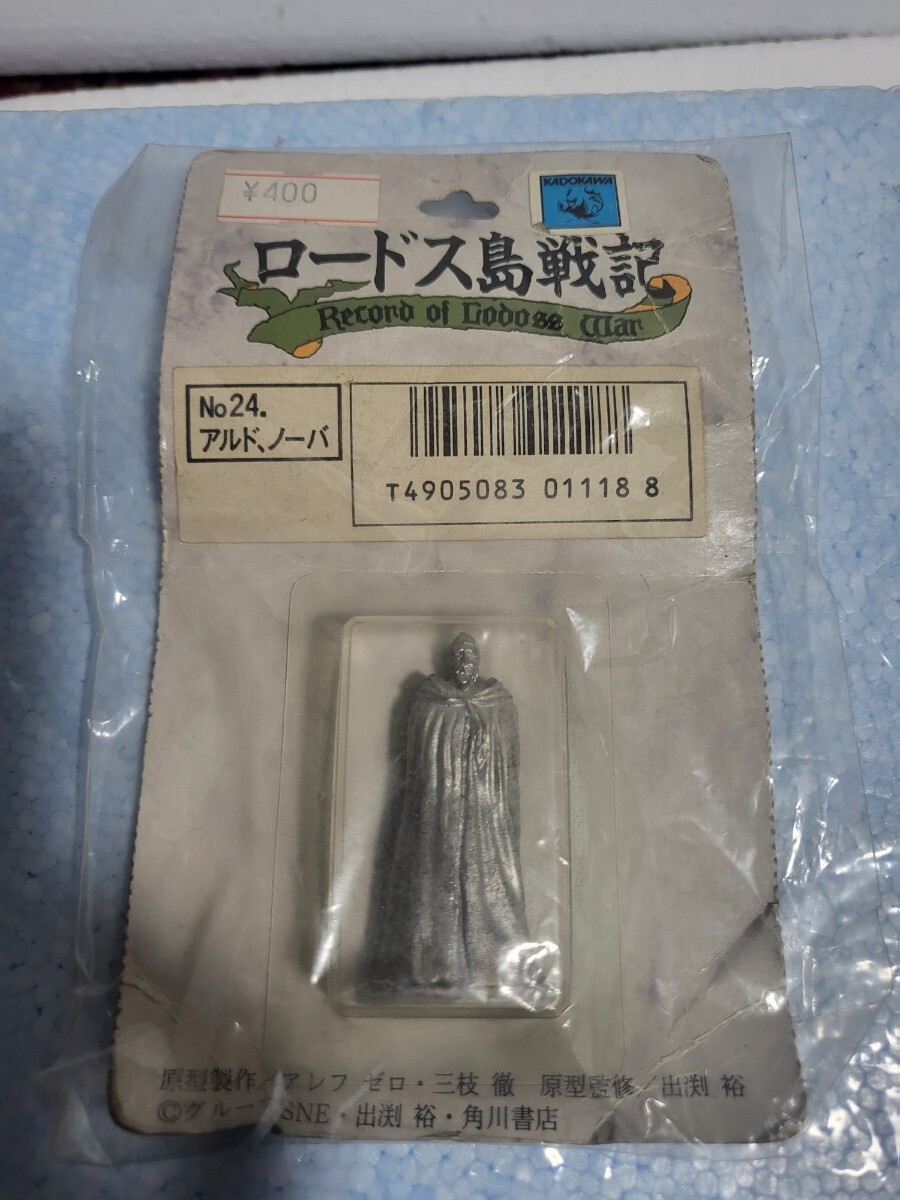 ¥400
KADOKAWA
ロードス島戦記
Record of Lodoss War
No24.
アルド、ノーバ
T4905083 01118 8
原型製作/アレフ ゼロ・三枝 徹 原型監修/出渕 裕
©グループSNE・出渕 裕・角川書店